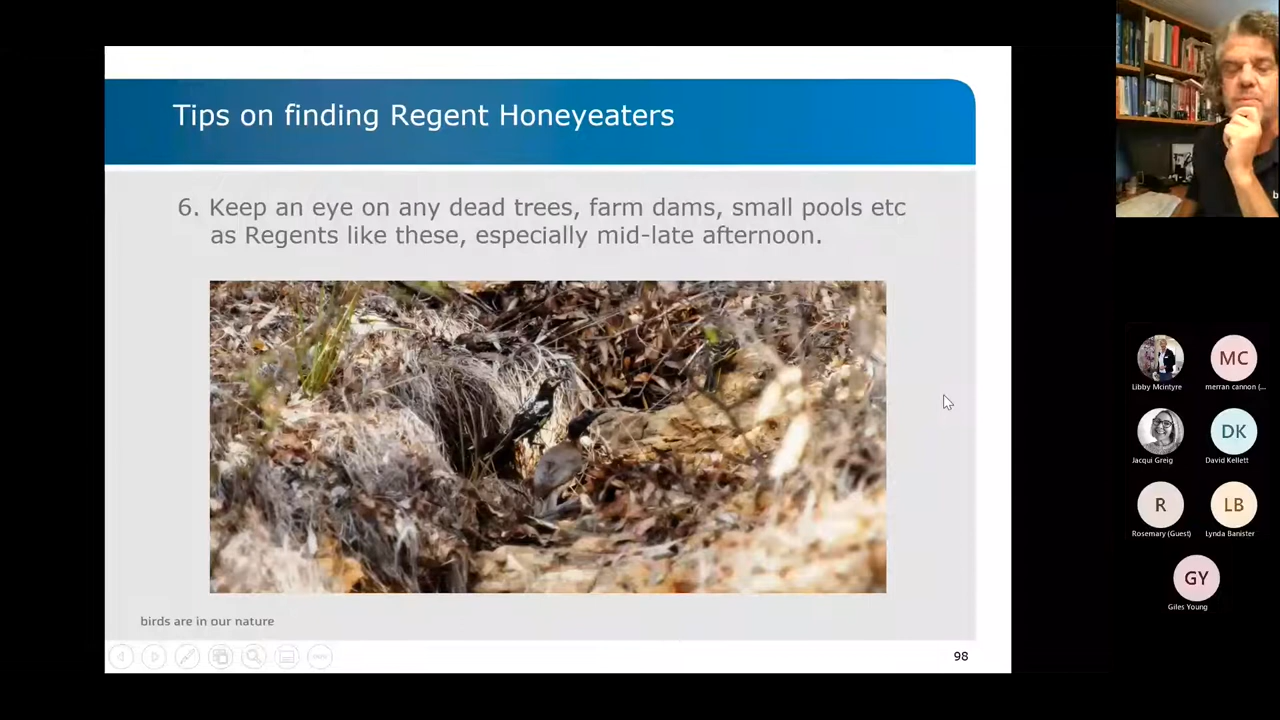 Tips on finding Regent Honeyeaters
6. Keep an eye on any dead trees, farm dams, small pools etc
as Regents like these, especially mid-late afternoon.
birds are in our nature
98
MC
Libby Mcintyre
merran cannon (...
DK
Jacqui Greig
David Kellett
R
LB
Rosemary (Guest)
Lynda Banister
GY
Giles Young